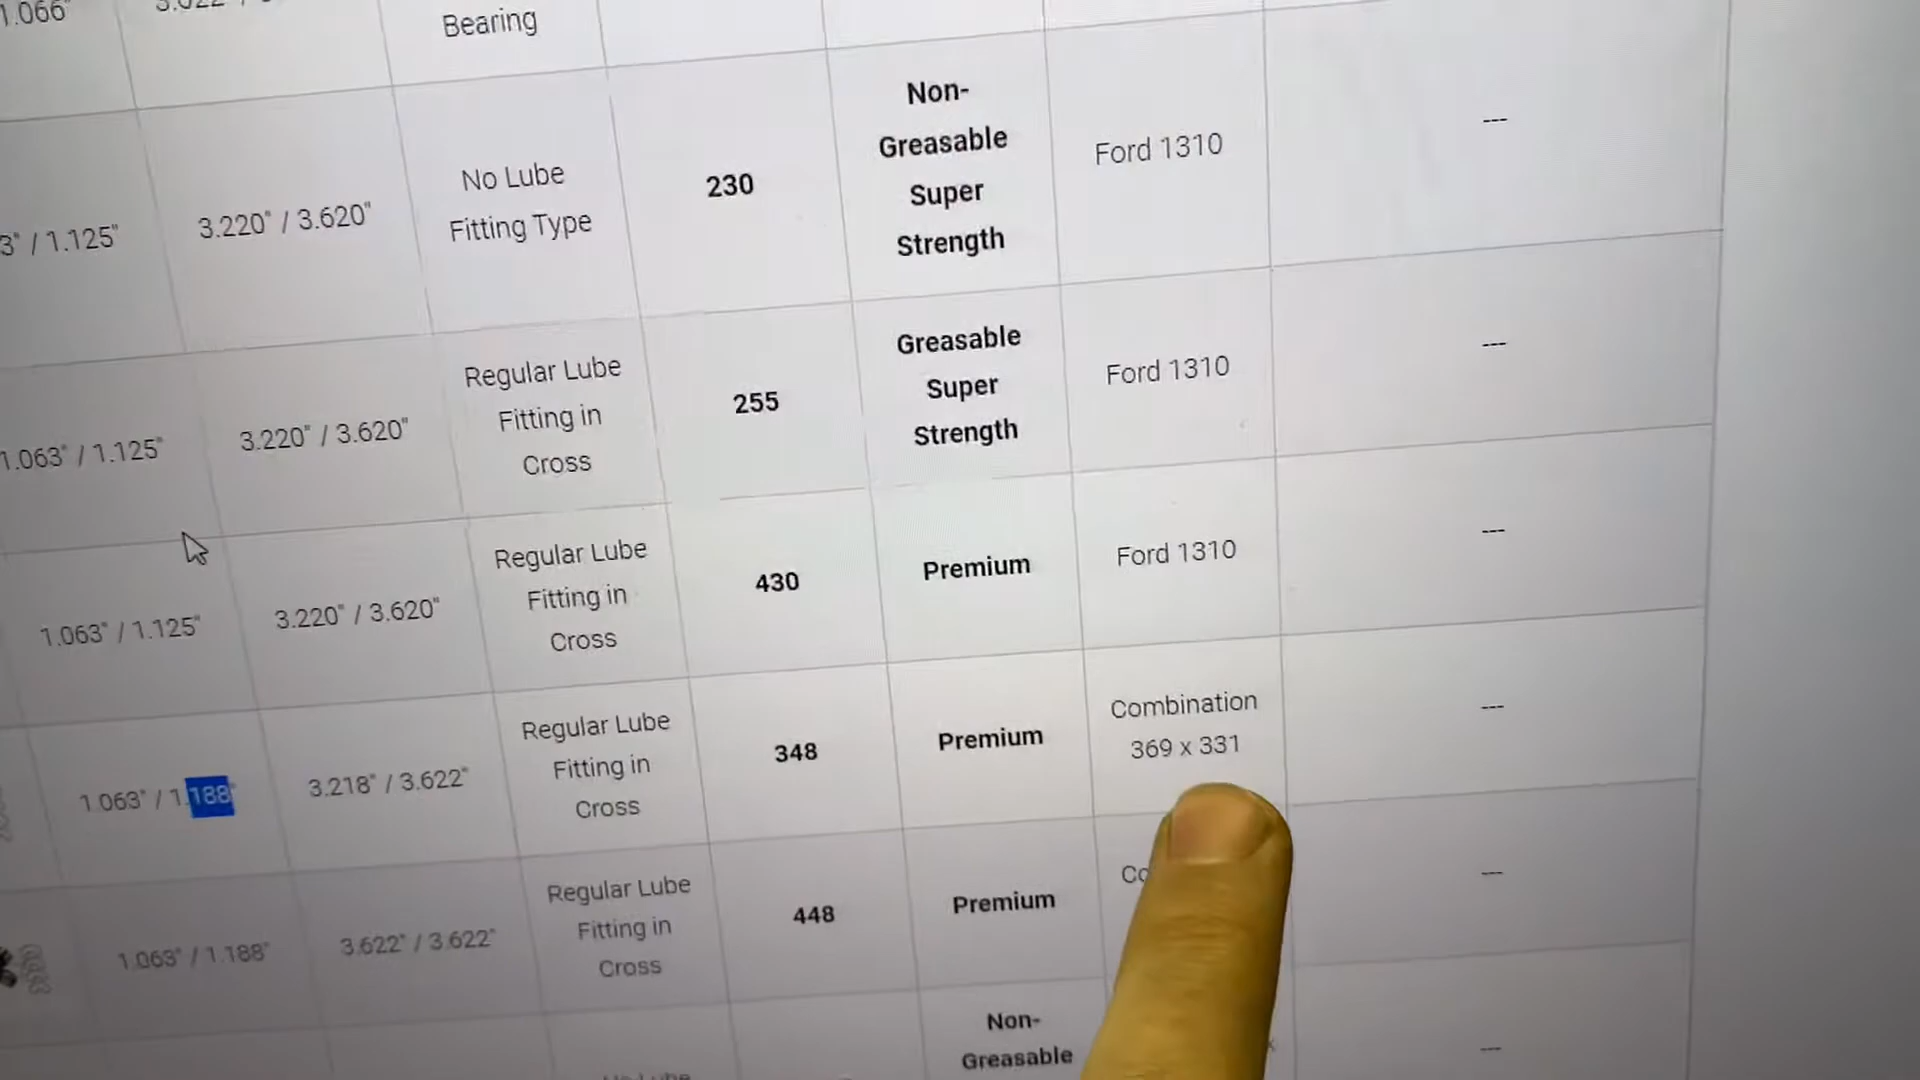 1.066"
Bearing
3" / 1.125"
3.220" / 3.620"
No Lube
Fitting Type
230
Non-
Greasable
Super
Strength
Ford 1310
---
1.063" / 1.125"
3.220" / 3.620"
Regular Lube
Fitting in
Cross
255
Greasable
Super
Strength
Ford 1310
---
1.063" / 1.125"
3.220" / 3.620"
Regular Lube
Fitting in
Cross
430
Premium
Ford 1310
---
1.063" / 1.188"
3.218" / 3.622"
Regular Lube
Fitting in
Cross
348
Premium
Combination
369 x 331
---
1.063" / 1.188"
3.622" / 3.622"
Regular Lube
Fitting in
Cross
448
Premium
Co
---
Non-
Greasable
---